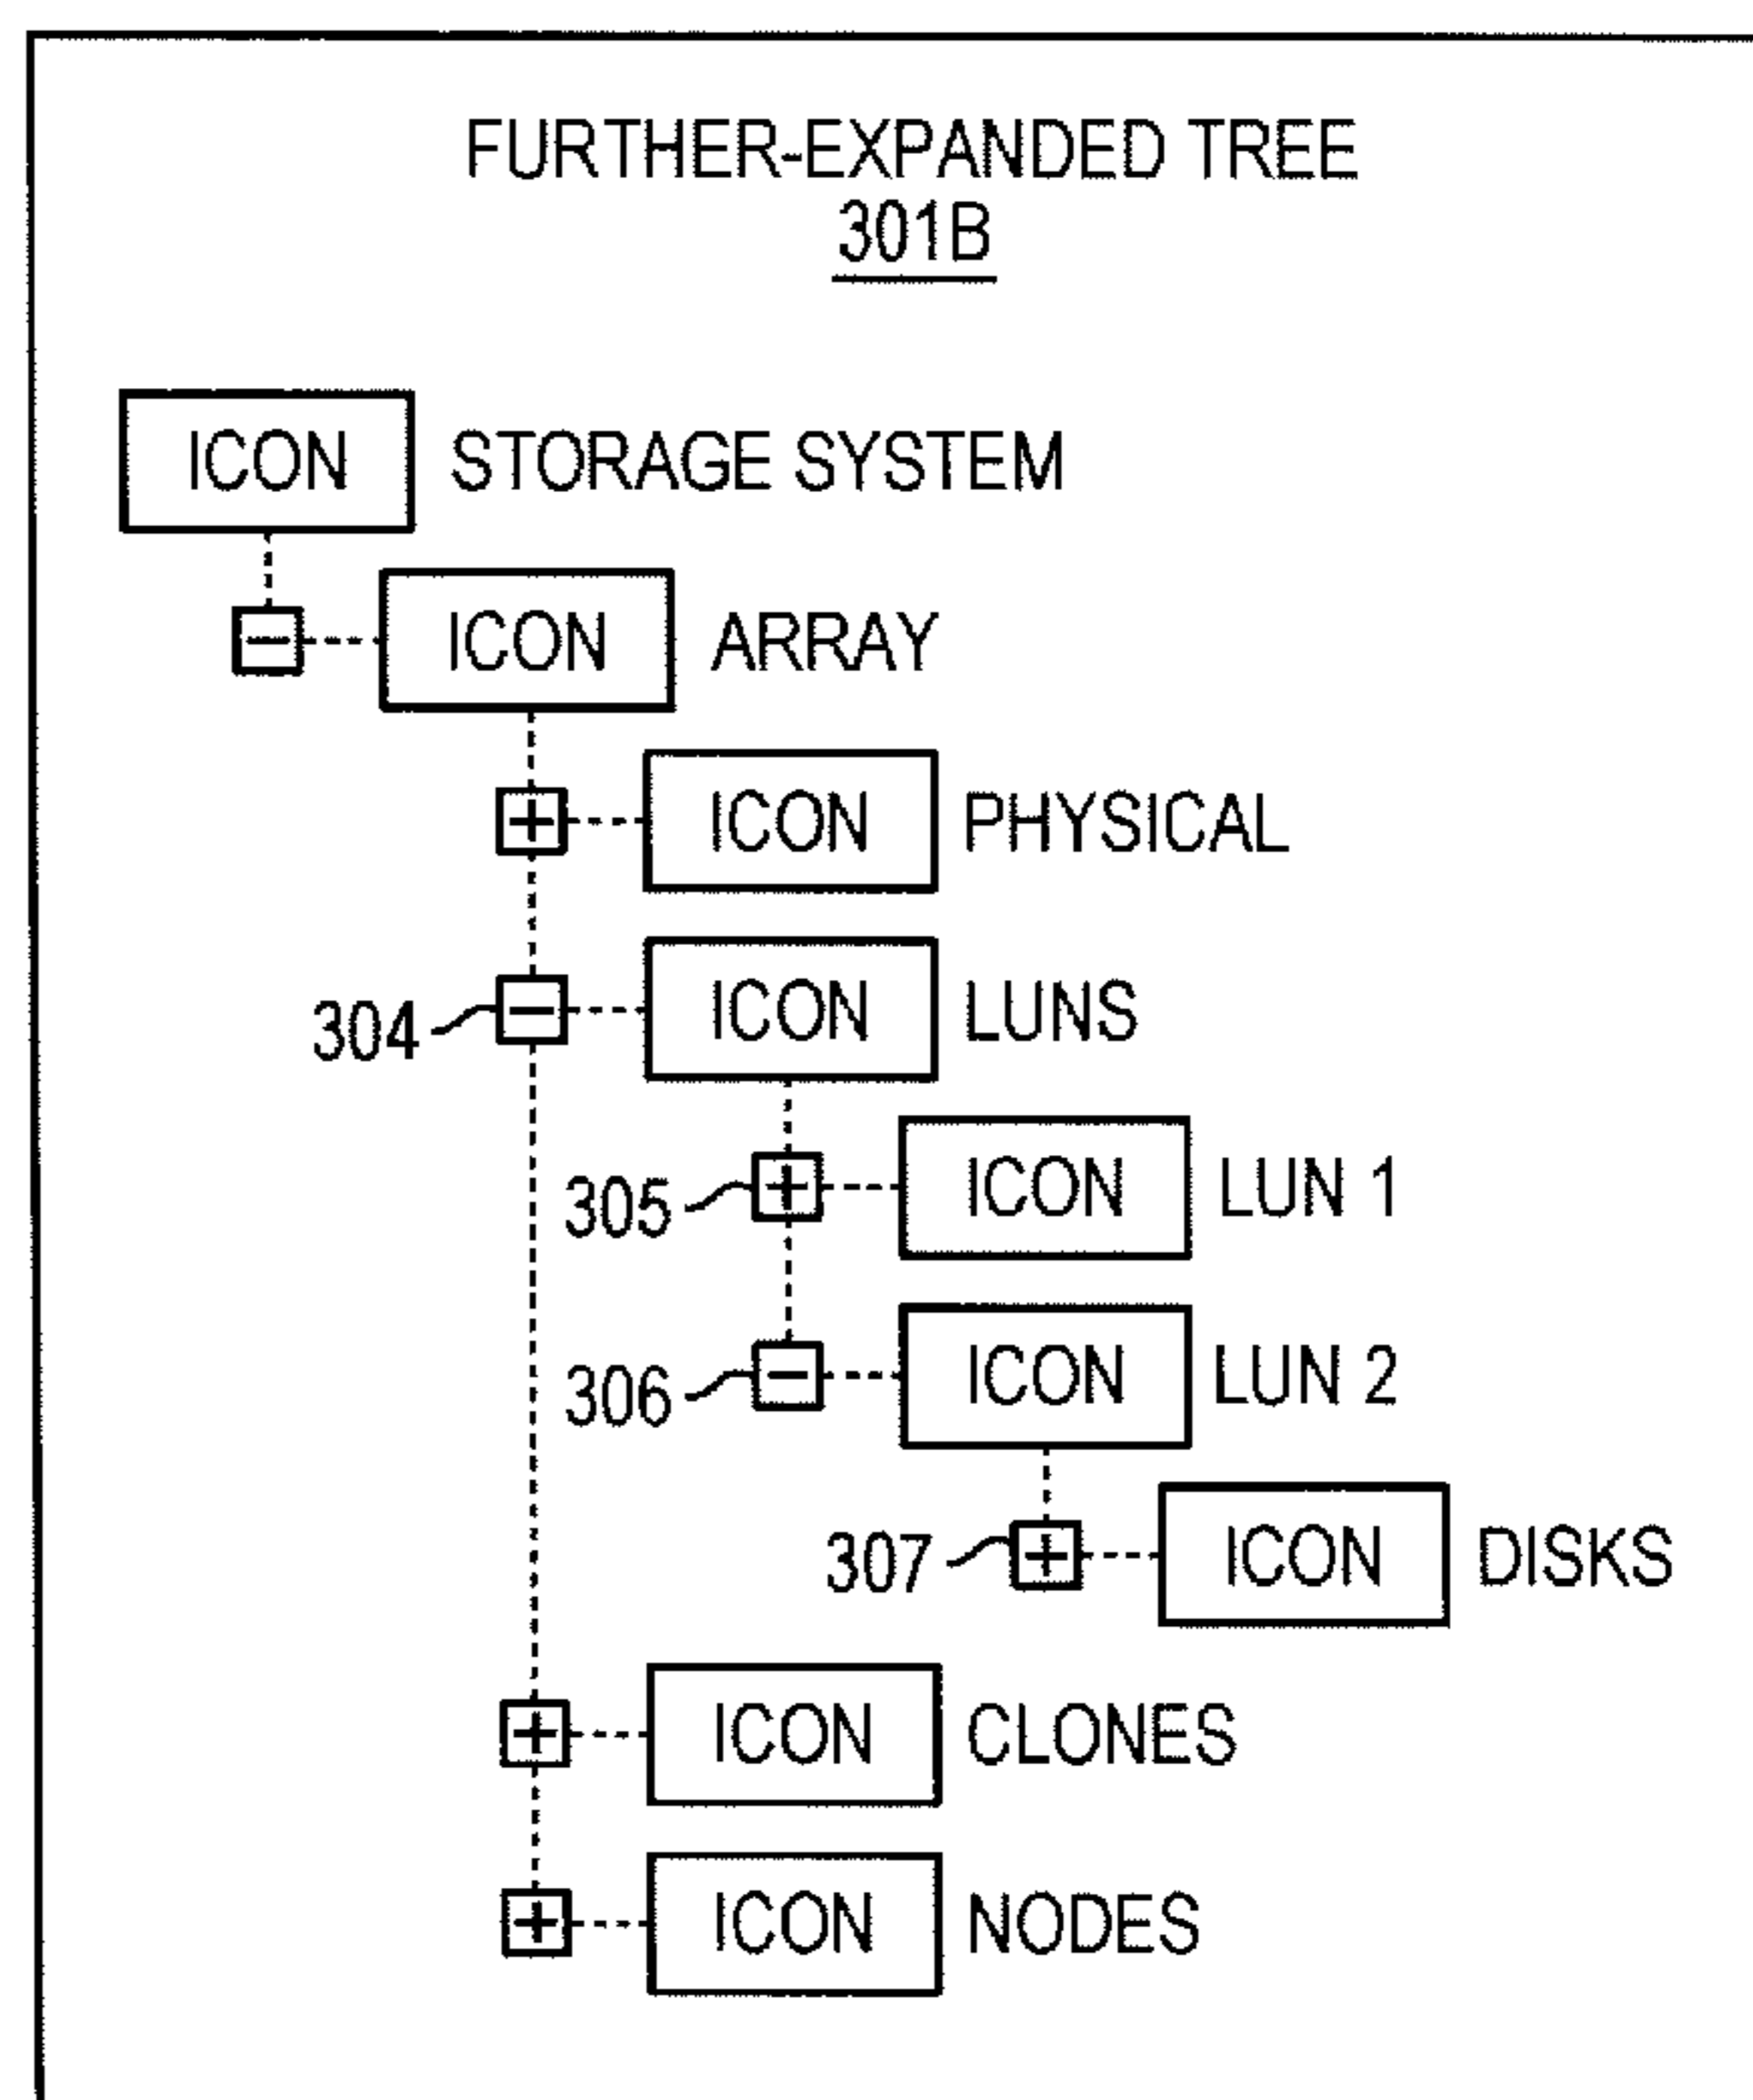 FURTHER-EXPANDED TREE
301B
ICON STORAGE SYSTEM
− ICON ARRAY
+ ICON PHYSICAL
304 − ICON LUNS
305 + ICON LUN 1
306 − ICON LUN 2
307 + ICON DISKS
+ ICON CLONES
+ ICON NODES